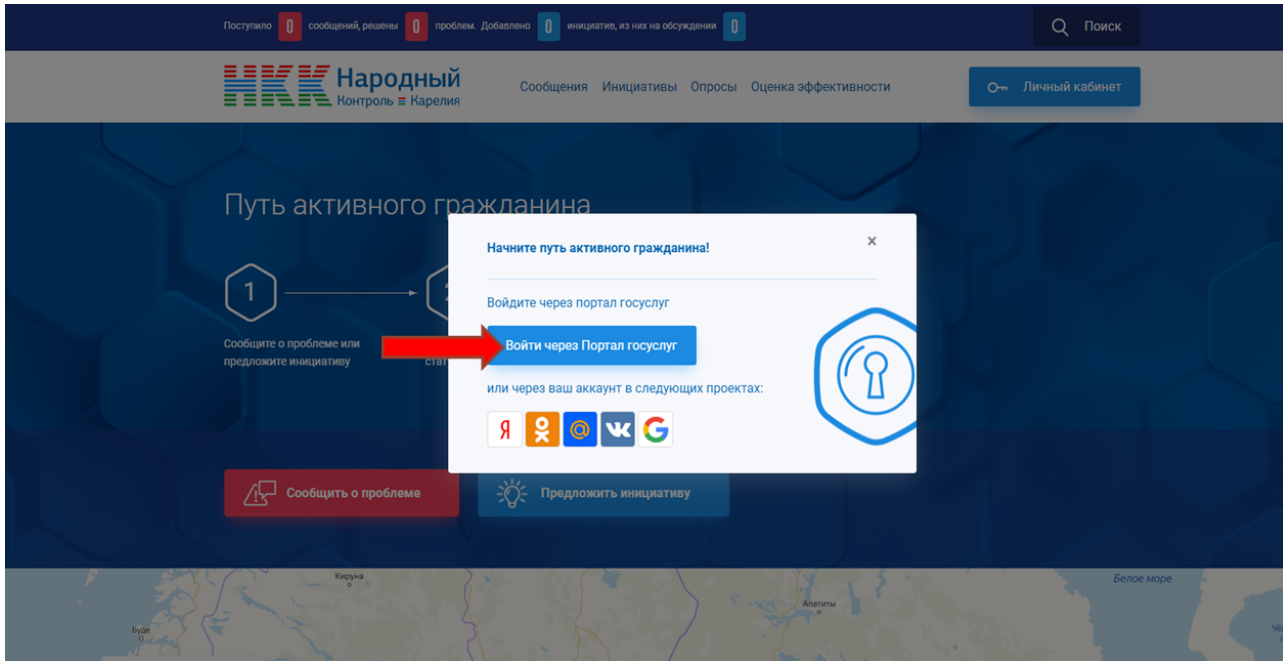 Поступило 0 сообщений, решены 0 проблем. Добавлено 0 инициатив, из них на обсуждении 0
Поиск
НКК Народный
Контроль Карелия
Сообщения Инициативы Опросы Оценка эффективности
Личный кабинет
Путь активного гражданина
Начните путь активного гражданина!
×
1
Войдите через портал госуслуг
Сообщите о проблеме или
предложите инициативу
Войти через Портал госуслуг
или через ваш аккаунт в следующих проектах:
Я
Сообщить о проблеме
Предложить инициативу
Кируна
Белое море
Апатиты
Будё